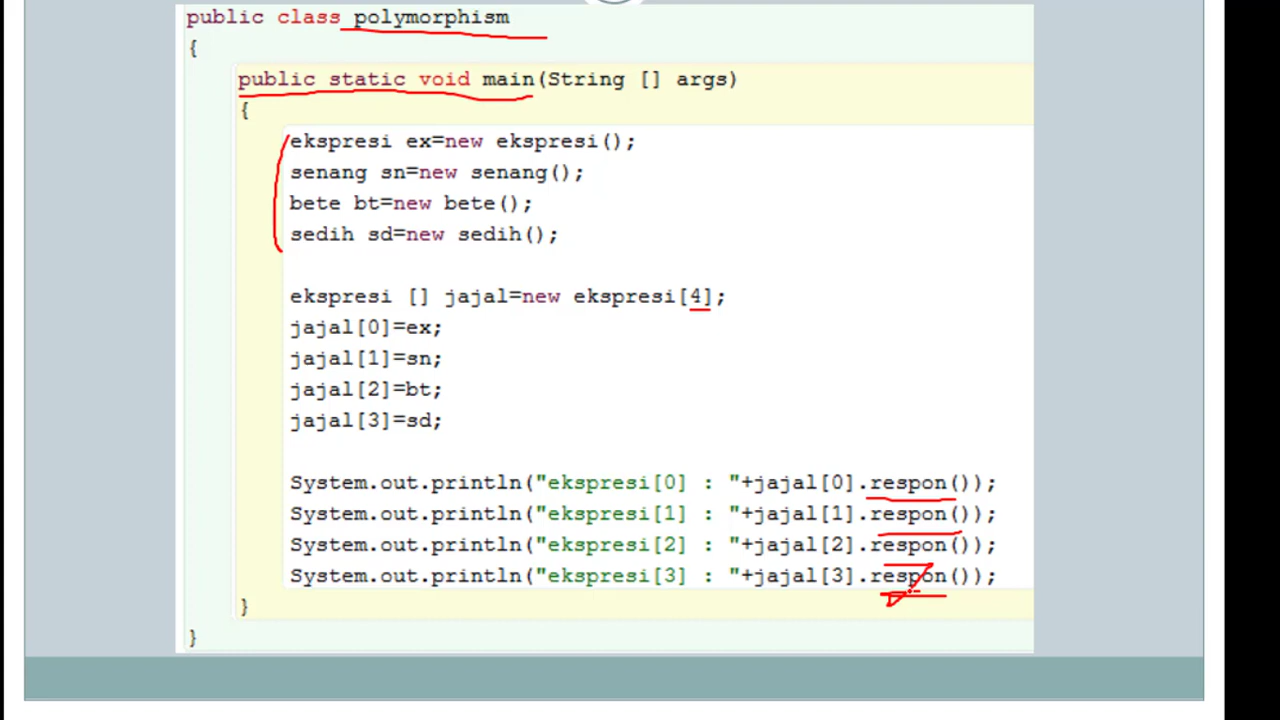 public class polymorphism
{
public static void main(String [] args)
{
ekspresi ex=new ekspresi();
senang sn=new senang();
bete bt=new bete();
sedih sd=new sedih();
ekspresi [] jajal=new ekspresi[4];
jajal[0]=ex;
jajal[1]=sn;
jajal[2]=bt;
jajal[3]=sd;
System.out.println("ekspresi[0] : "+jajal[0].respon());
System.out.println("ekspresi[1] : "+jajal[1].respon());
System.out.println("ekspresi[2] : "+jajal[2].respon());
System.out.println("ekspresi[3] : "+jajal[3].respon());
}
}